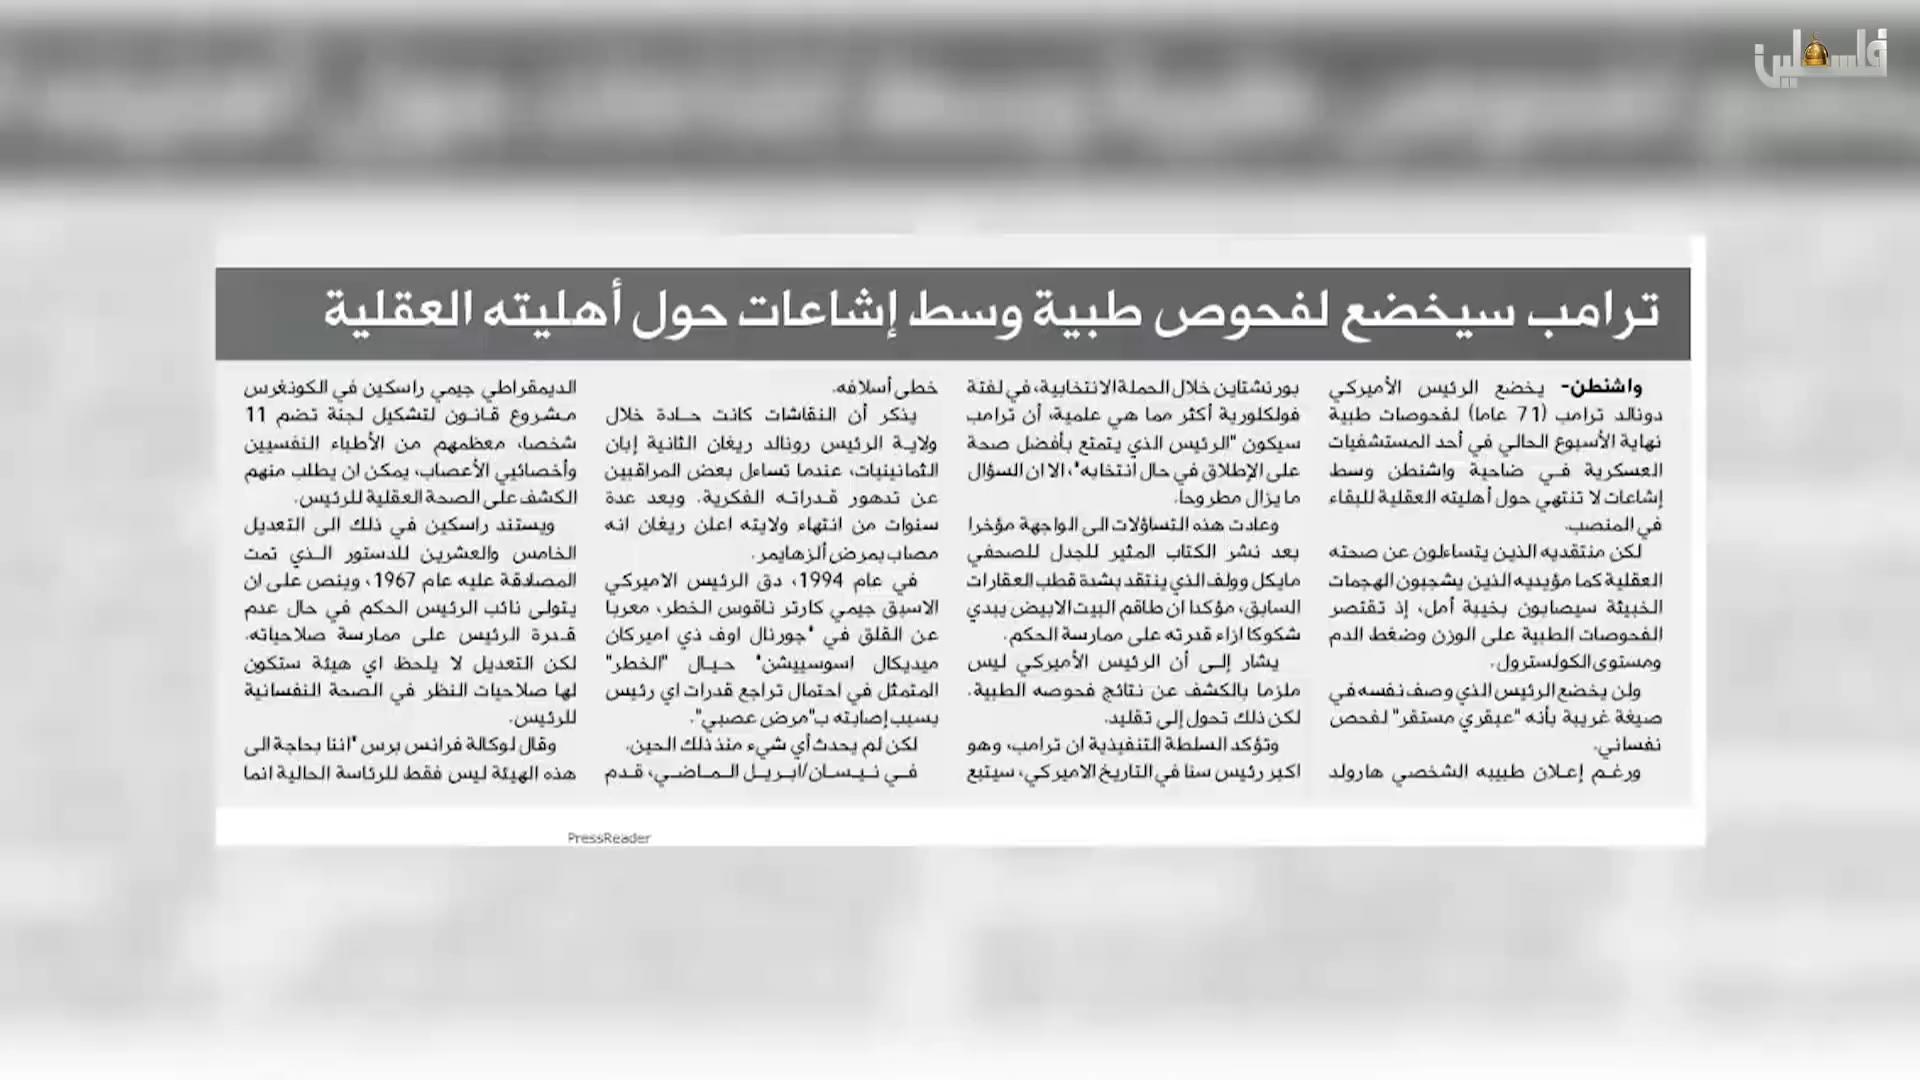 فلسطين
ترامب سيخضع لفحوص طبية وسط إشاعات حول أهليته العقلية
واشنطن- يخضع الرئيس الأميركي
دونالد ترامب (71 عاما) لفحوصات طبية
نهاية الأسبوع الحالي في أحد المستشفيات
العسكرية في ضاحية واشنطن وسط
إشاعات لا تنتهي حول أهليته العقلية للبقاء
في المنصب.
لكن منتقديه الذين يتساءلون عن صحته
العقلية كما مؤيديه الذين يشجبون الهجمات
الخبيثة سيصابون بخيبة أمل، إذ تقتصر
الفحوصات الطبية على الوزن وضغط الدم
ومستوى الكولسترول.
ولن يخضع الرئيس الذي وصف نفسه في
صيغة غريبة بأنه "عبقري مستقر" لفحص
نفساني.
ورغم إعلان طبيبه الشخصي هارولد
بورنشتاين خلال الحملة الانتخابية، في لفتة
فولكلورية أكثر مما هي علمية، أن ترامب
سيكون "الرئيس الذي يتمتع بأفضل صحة
على الإطلاق في حال انتخابه"، الا ان السؤال
ما يزال مطروحا.
وعادت هذه التساؤلات الى الواجهة مؤخرا
بعد نشر الكتاب المثير للجدل للصحفي
مايكل وولف الذي ينتقد بشدة قطب العقارات
السابق، مؤكدا ان طاقم البيت الابيض يبدي
شكوكا ازاء قدرته على ممارسة الحكم.
يشار إلى أن الرئيس الأميركي ليس
ملزما بالكشف عن نتائج فحوصه الطبية.
لكن ذلك تحول إلى تقليد.
وتؤكد السلطة التنفيذية ان ترامب، وهو
اكبر رئيس سنا في التاريخ الاميركي، سيتبع
خطى أسلافه.
يذكر أن النقاشات كانت حادة خلال
ولاية الرئيس رونالد ريغان الثانية إبان
الثمانينيات، عندما تساءل بعض المراقبين
عن تدهور قدراته الفكرية. وبعد عدة
سنوات من انتهاء ولايته اعلن ريغان انه
مصاب بمرض ألزهايمر.
في عام 1994، دق الرئيس الاميركي
الاسبق جيمي كارتر ناقوس الخطر، معربا
عن القلق في "جورنال اوف ذي اميركان
ميديكال اسوسييشن" حيال "الخطر"
المتمثل في احتمال تراجع قدرات اي رئيس
بسبب إصابته ب"مرض عصبي".
لكن لم يحدث أي شيء منذ ذلك الحين.
في نيسان/ابريل الماضي، قدم
الديمقراطي جيمي راسكين في الكونغرس
مشروع قانون لتشكيل لجنة تضم 11
شخصا، معظمهم من الأطباء النفسيين
وأخصائيي الأعصاب، يمكن ان يطلب منهم
الكشف على الصحة العقلية للرئيس.
ويستند راسكين في ذلك الى التعديل
الخامس والعشرين للدستور الذي تمت
المصادقة عليه عام 1967، وينص على ان
يتولى نائب الرئيس الحكم في حال عدم
قدرة الرئيس على ممارسة صلاحياته.
لكن التعديل لا يلحظ اي هيئة ستكون
لها صلاحيات النظر في الصحة النفسانية
للرئيس.
وقال لوكالة فرانس برس "اننا بحاجة الى
هذه الهيئة ليس فقط للرئاسة الحالية انما
PressReader